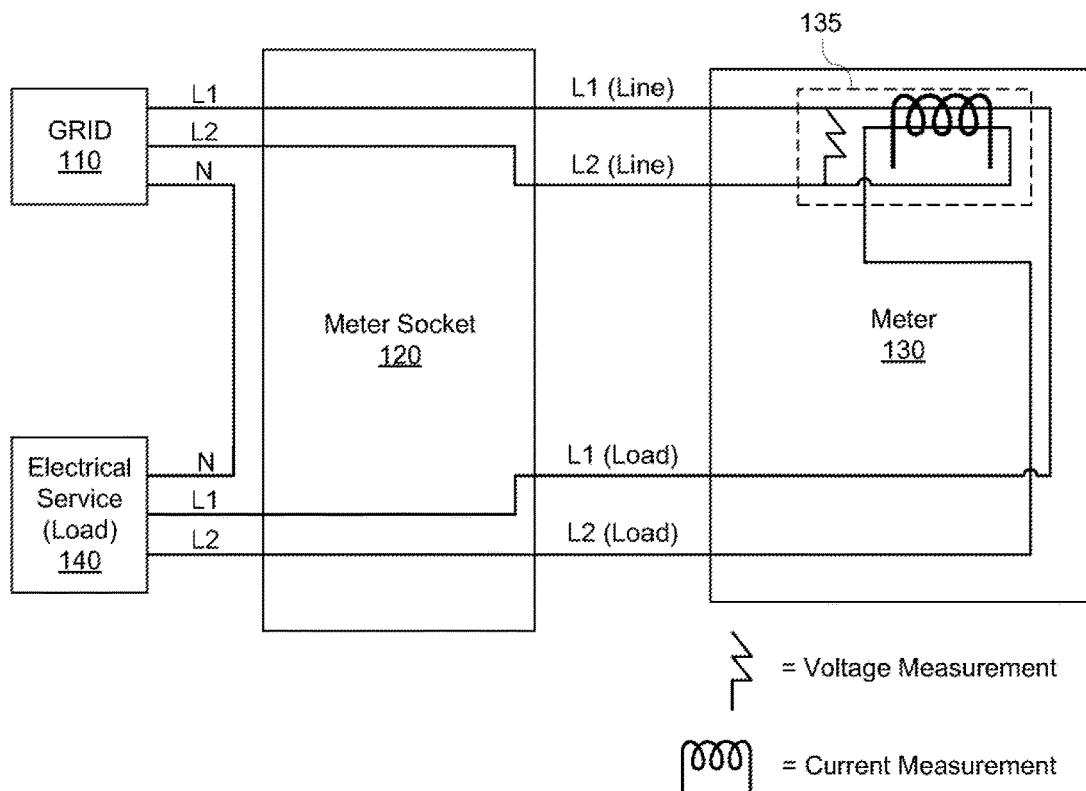 135
L1
L1 (Line)
GRID
110
L2
L2 (Line)
N
Meter Socket
120
Meter
130
Electrical
Service
(Load)
140
N
L1
L2
L1 (Load)
L2 (Load)
= Voltage Measurement
= Current Measurement